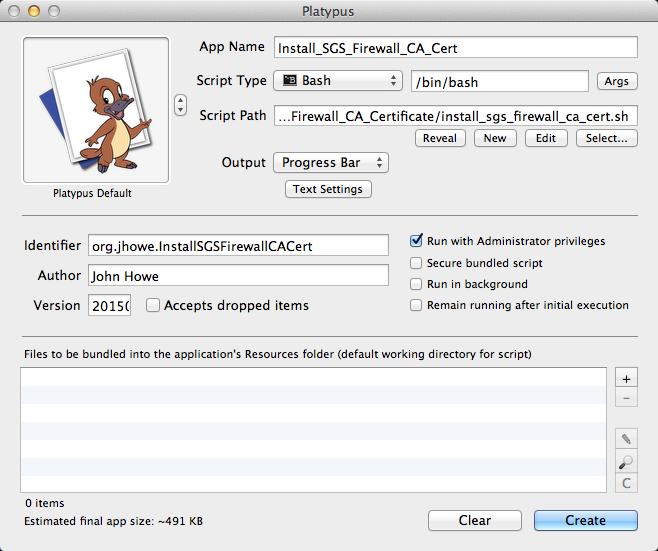 Platypus
App Name Install_SGS_Firewall_CA_Cert
Script Type Bash /bin/bash Args
Script Path ...Firewall_CA_Certificate/install_sgs_firewall_ca_cert.sh
Reveal New Edit Select...
Output Progress Bar
Text Settings
Platypus Default
Identifier org.jhowe.InstallSGSFirewallCACert
Author John Howe
Version 2015
Accepts dropped items
Run with Administrator privileges
Secure bundled script
Run in background
Remain running after initial execution
Files to be bundled into the application's Resources folder (default working directory for script)
+
-
C
0 items
Estimated final app size: ~491 KB
Clear Create